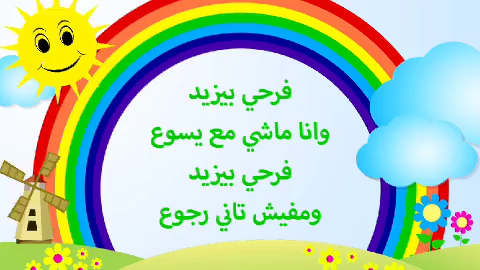 فرحي بيزيد
وانا ماشي مع يسوع
فرحي بيزيد
ومفيش تاني رجوع